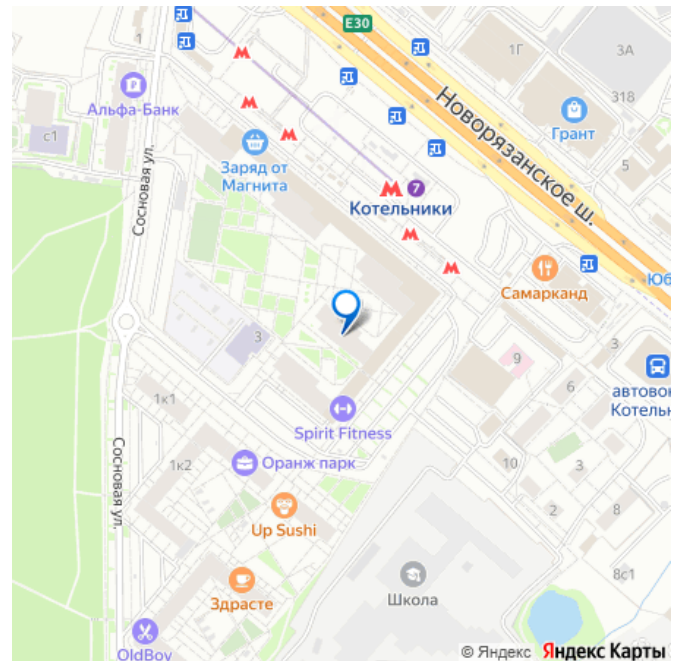 E30
1
1Г
3А
Альфа-Банк
31В
Грант
Новорязанское ш.
с1
Заряд от
Магнита
5
Сосновая ул.
7
Котельники
Самарканд
Юб
3
3
9
автовок
Котельн
6
1к1
Spirit Fitness
Сосновая ул.
1к2
Оранж парк
10
3
Up Sushi
2
8
Школа
8с1
Здрасте
OldBoy
© Яндекс Яндекс Карты